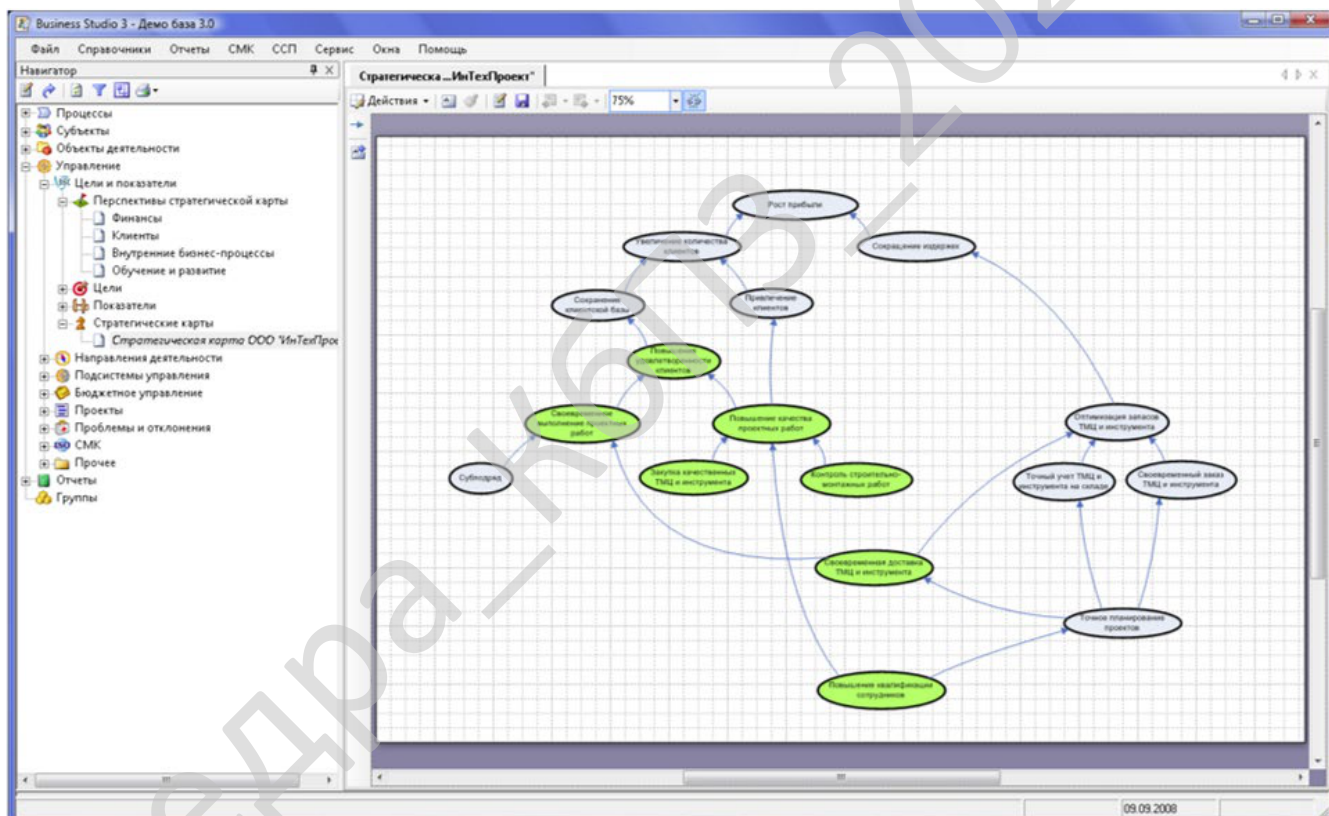 Business Studio 3 - Демо база 3.0
Файл Справочники Отчеты СМК ССП Сервис Окна Помощь
Навигатор
Процессы
Субъекты
Объекты деятельности
Управление
Цели и показатели
Перспективы стратегической карты
Финансы
Клиенты
Внутренние бизнес-процессы
Обучение и развитие
Цели
Показатели
Стратегические карты
Стратегическая карта ООО "ИнТехПрое
Направления деятельности
Подсистемы управления
Бюджетное управление
Проекты
Проблемы и отклонения
СМК
Прочее
Отчеты
Группы
Стратегическа...ИнТехПроект*
Действия
75%
Рост прибыли
Увеличение количества
клиентов
Сокращение издержек
Сохранение
клиентской базы
Привлечение
клиентов
Повышение
удовлетворенности
клиентов
Своевременное
выполнение проектных
работ
Повышение качества
проектных работ
Оптимизация запасов
ТМЦ и инструмента
Субподряд
Закупка качественных
ТМЦ и инструмента
Контроль строительно-
монтажных работ
Точный учет ТМЦ и
инструмента на складе
Своевременный заказ
ТМЦ и инструмента
Своевременная доставка
ТМЦ и инструмента
Точное планирование
проектов
Повышение квалификации
сотрудников
09.09.2008